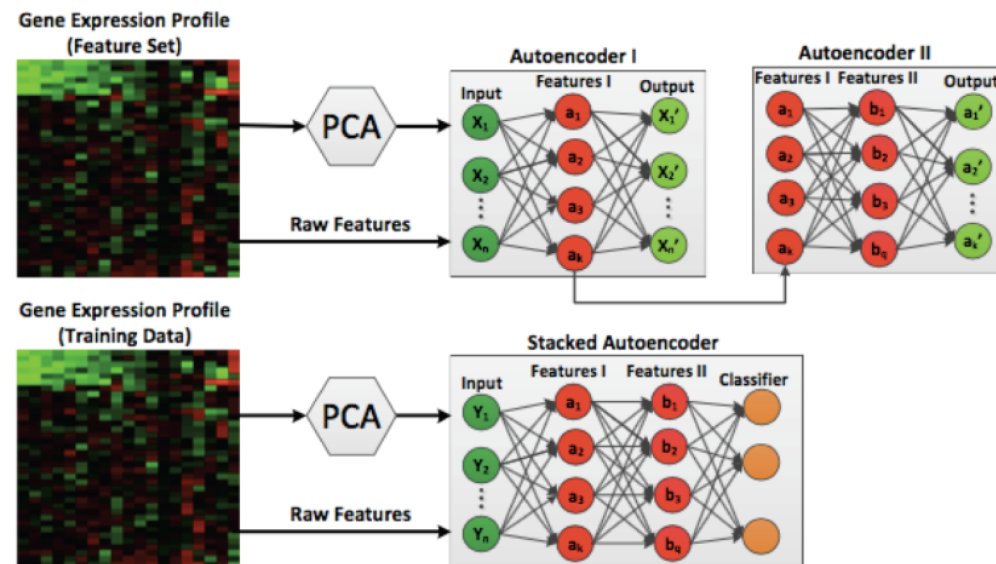 Gene Expression Profile
(Feature Set)
PCA
Raw Features
Autoencoder I
Input
Features I
Output
X1
X2
Xn
a1
a2
a3
ak
X1'
X2'
Xn'
Autoencoder II
Features I
Features II
Output
a1
a2
a3
ak
b1
b2
b3
bq
a1'
a2'
ak'
Gene Expression Profile
(Training Data)
PCA
Raw Features
Stacked Autoencoder
Input
Features I
Features II
Classifier
Y1
Y2
Yn
a1
a2
a3
ak
b1
b2
b3
bq